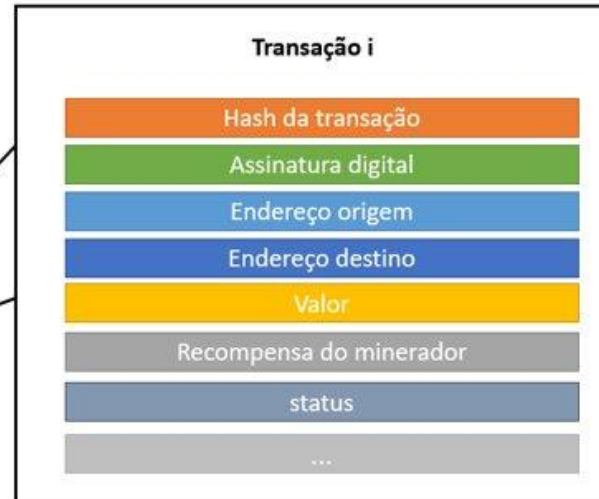 Transação i
Hash da transação
Assinatura digital
Endereço origem
Endereço destino
Valor
Recompensa do minerador
status
...